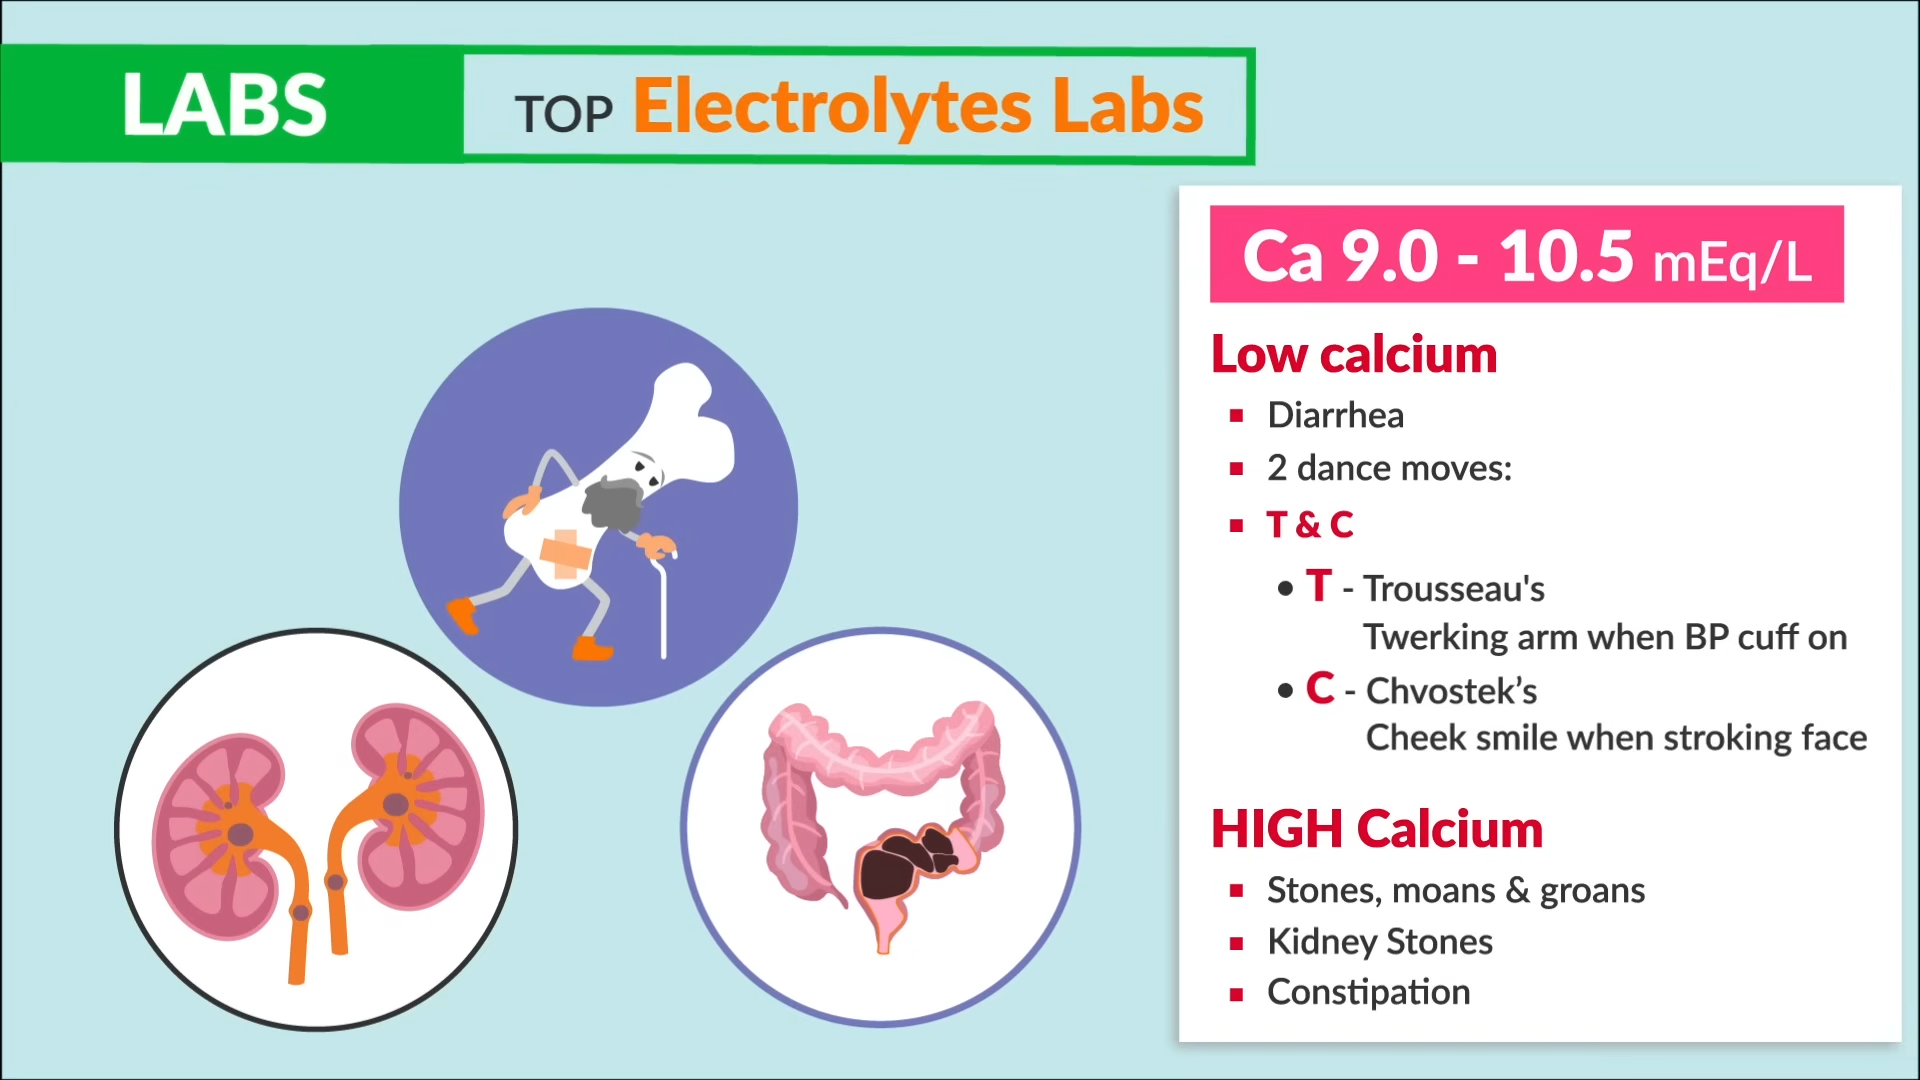 LABS
TOP Electrolytes Labs
Ca 9.0 - 10.5 mEq/L
Low calcium
▪ Diarrhea
▪ 2 dance moves:
▪ T & C
• T - Trousseau's
Twerking arm when BP cuff on
• C - Chvostek’s
Cheek smile when stroking face
HIGH Calcium
▪ Stones, moans & groans
▪ Kidney Stones
▪ Constipation